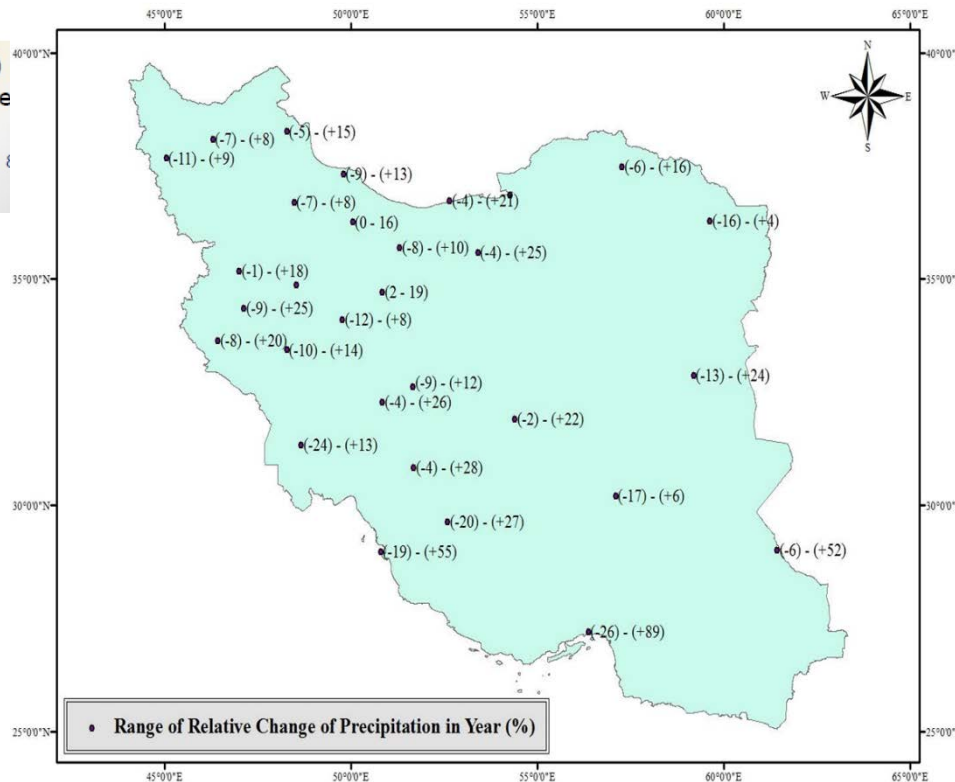 45°0'0"E 50°0'0"E 55°0'0"E 60°0'0"E 65°0'0"E
40°0'0"N 40°0'0"N
N
W E
S
(-5) - (+15)
(-7) - (+8)
(-11) - (+9)
(-9) - (+13)
(-6) - (+16)
(-7) - (+8)
(-4) - (+21)
(0 - 16)
(-16) - (+4)
(-8) - (+10)
(-4) - (+25)
35°0'0"N 35°0'0"N
(-1) - (+18)
(2 - 19)
(-9) - (+25)
(-12) - (+8)
(-8) - (+20)
(-10) - (+14)
(-13) - (+24)
(-9) - (+12)
(-4) - (+26)
(-2) - (+22)
(-24) - (+13)
(-4) - (+28)
(-17) - (+6)
30°0'0"N 30°0'0"N
(-20) - (+27)
(-19) - (+55)
(-6) - (+52)
(-26) - (+89)
Range of Relative Change of Precipitation in Year (%)
25°0'0"N 25°0'0"N
45°0'0"E 50°0'0"E 55°0'0"E 60°0'0"E 65°0'0"E